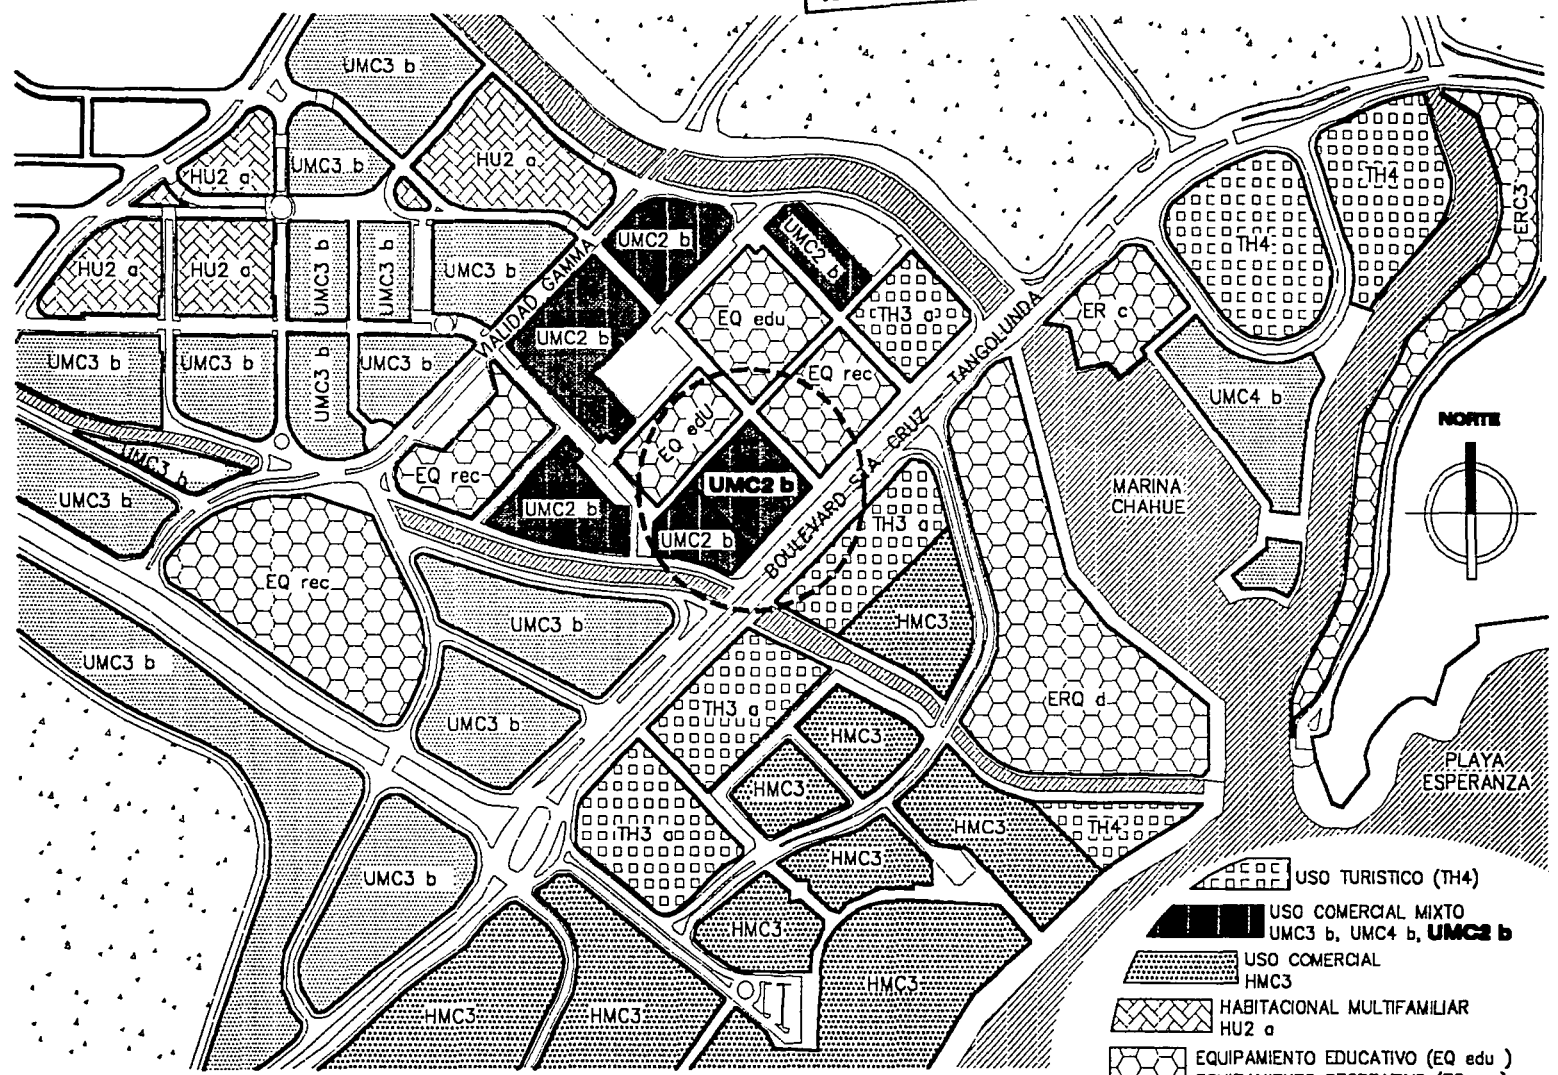 UMC3 b
HU2 a
UMC3 b
HU2 a
UMC2 b
UMC2 b
HU2 a
HU2 a
UMC3 b
UMC3 b
UMC3 b
VIALIDAD GAMMA
UMC2 b
EQ edu
TH3 a
TH4
TH4
ERC3
ER c
UMC3 b
UMC3 b
UMC3 b
UMC3 b
EQ rec
EQ edU
UMC4 b
BOULEVARD STA. CRUZ - TANGOLUNDA
NORTE
UMC3 b
UMC3 b
EQ rec
UMC2 b
UMC2 b
UMC2 b
TH3 a
MARINA
CHAHUE
EQ rec
UMC3 b
HMC3
UMC3 b
UMC3 b
TH3 a
ERQ d
HMC3
PLAYA
ESPERANZA
HMC3
TH3 a
HMC3
TH4
UMC3 b
HMC3
HMC3
HMC3
HMC3
HMC3
USO TURISTICO (TH4)
USO COMERCIAL MIXTO
UMC3 b, UMC4 b, UMC2 b
USO COMERCIAL
HMC3
HABITACIONAL MULTIFAMILIAR
HU2 a
EQUIPAMIENTO EDUCATIVO (EQ edu )